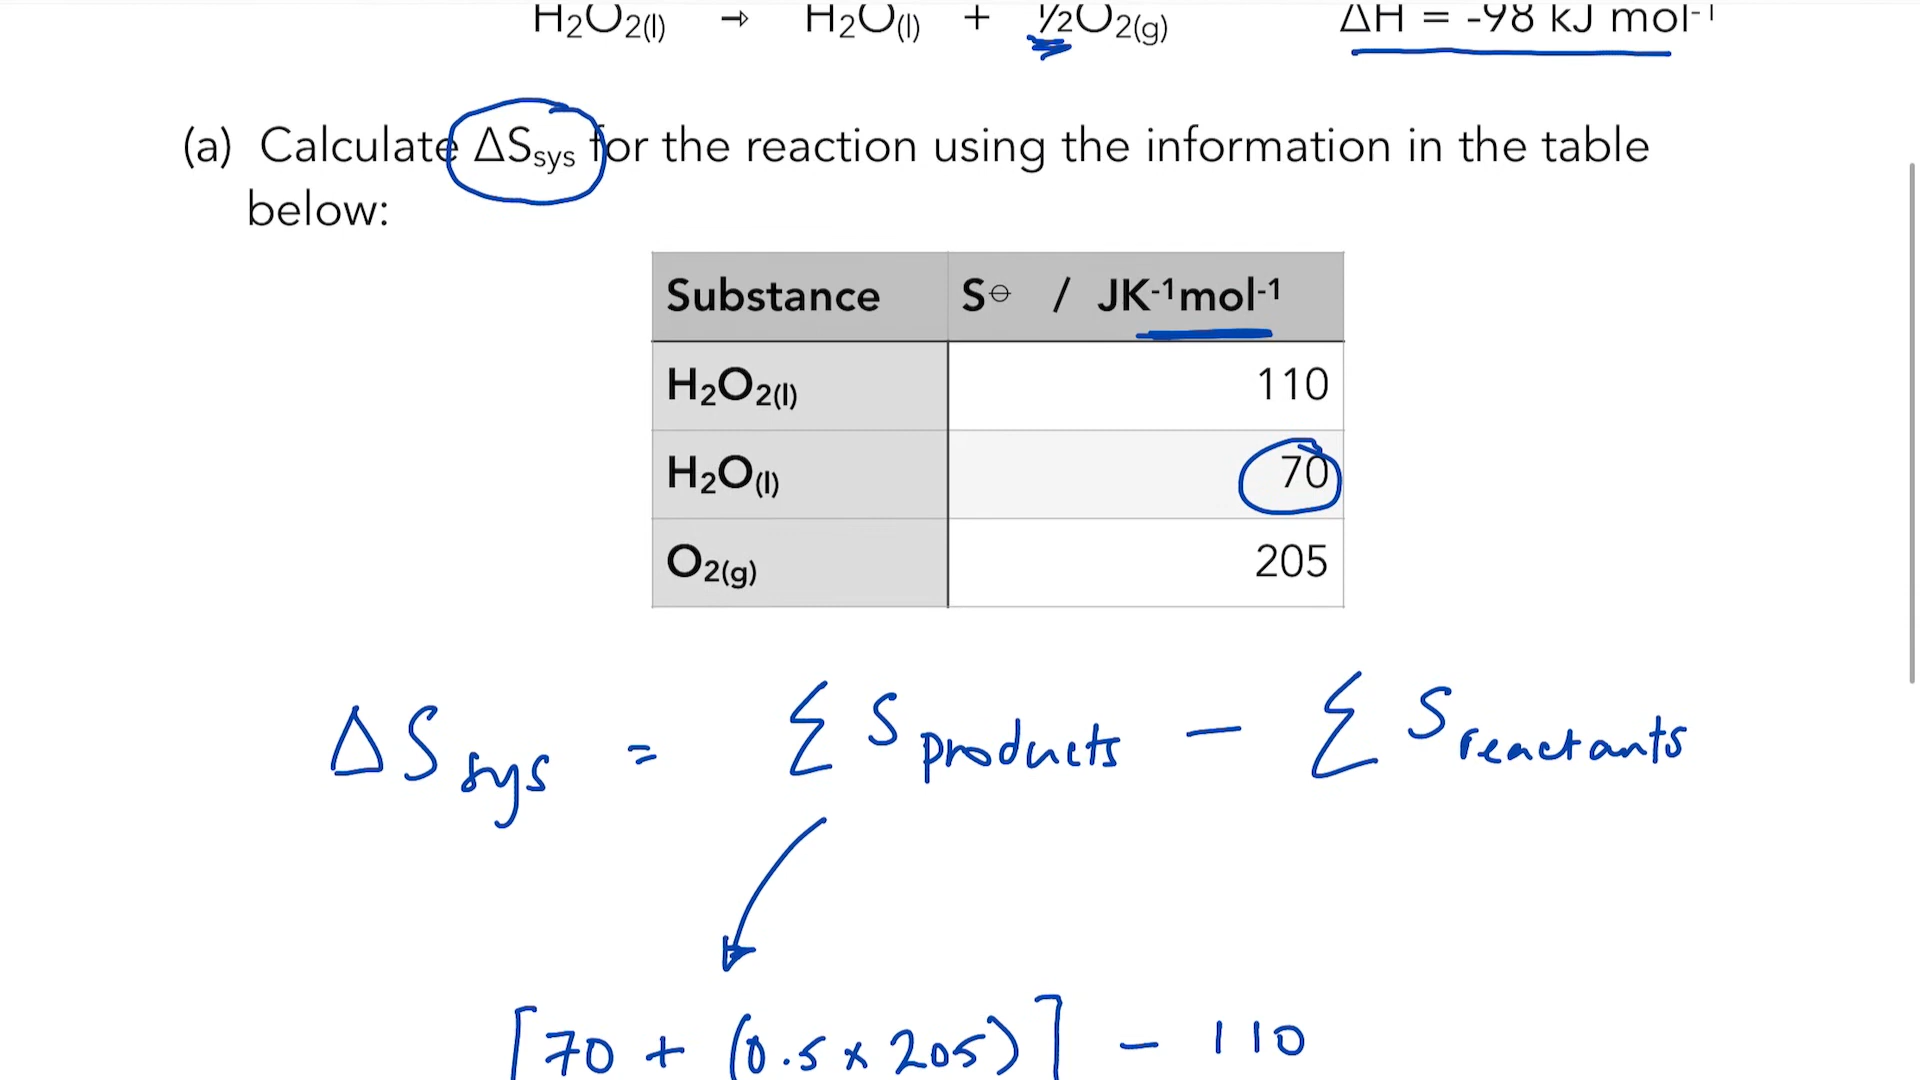 H₂O₂(l) → H₂O(l) + ½O₂(g) ΔH = -98 kJ mol⁻¹
(a) Calculate ΔSsys for the reaction using the information in the table
below:
Substance S⦵ / JK⁻¹mol⁻¹
H₂O₂(l) 110
H₂O(l) 70
O₂(g) 205
ΔS sys = Σ S products − Σ S reactants
[70 + (0.5 × 205)] − 110